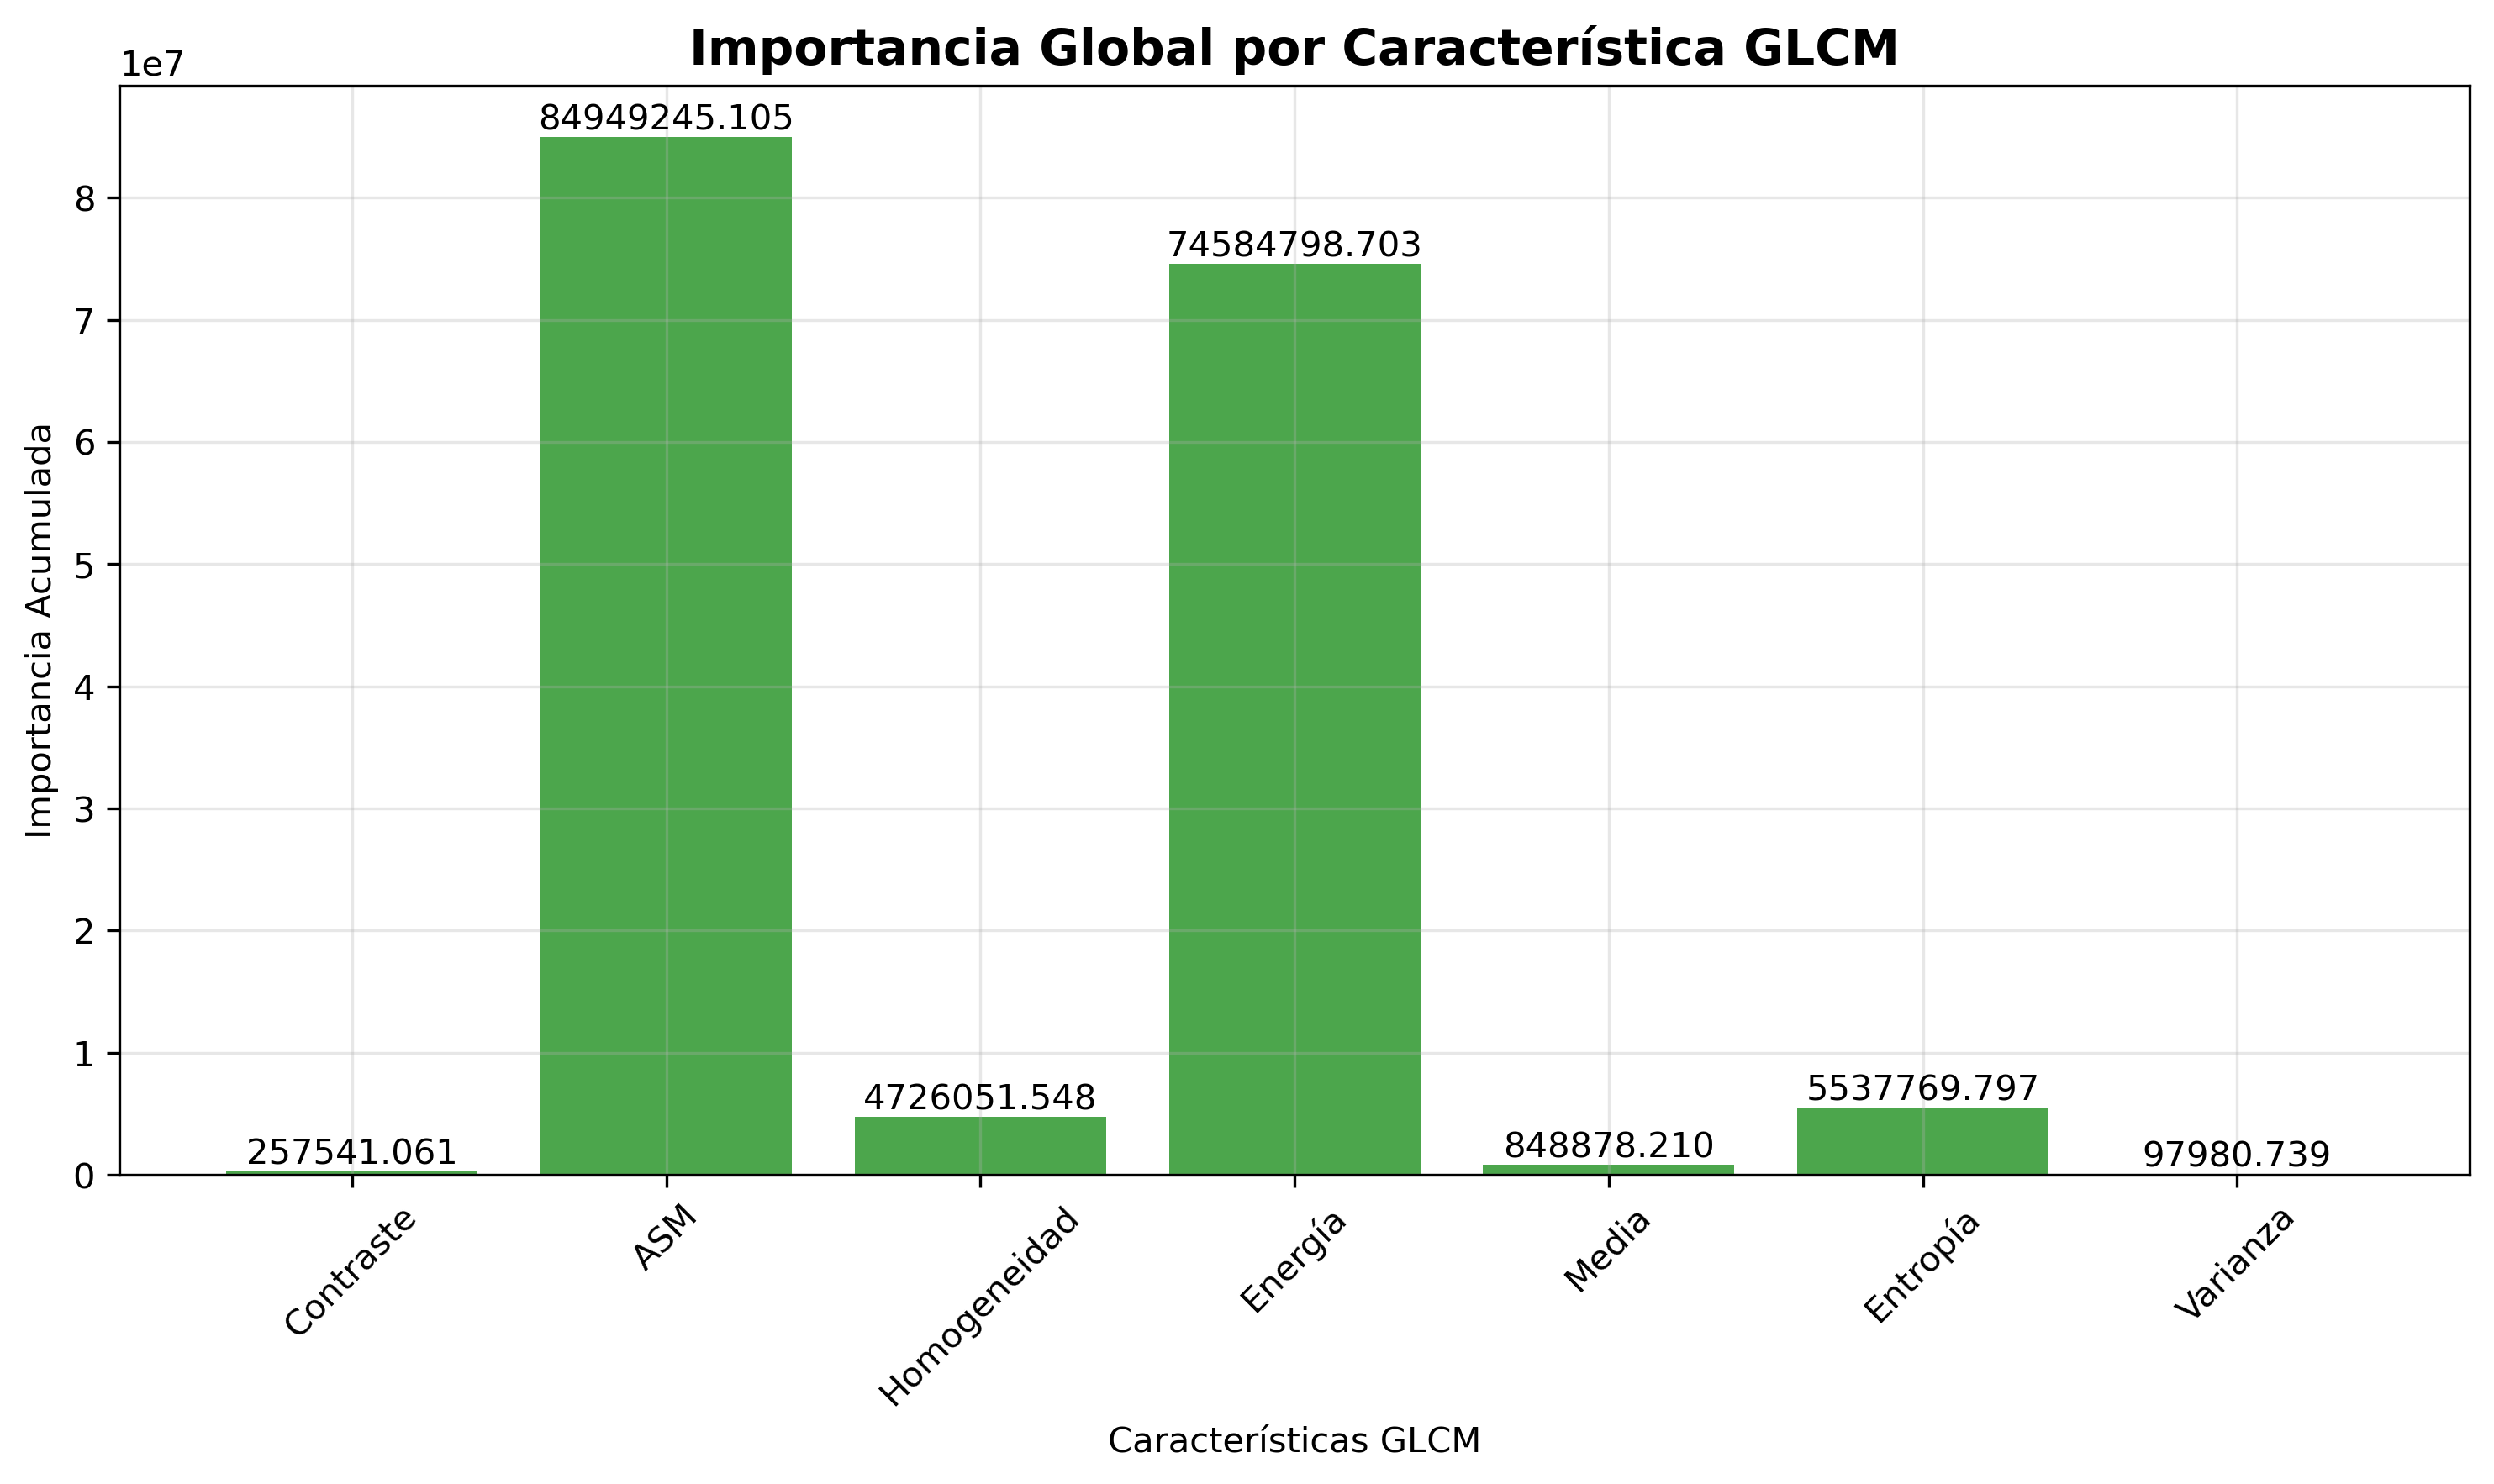 Importancia Global por Característica GLCM
1e7
84949245.105
74584798.703
4726051.548
5537769.797
257541.061
848878.210
97980.739
8
7
6
5
4
3
2
1
0
Importancia Acumulada
Contraste
ASM
Homogeneidad
Energía
Media
Entropía
Varianza
Características GLCM